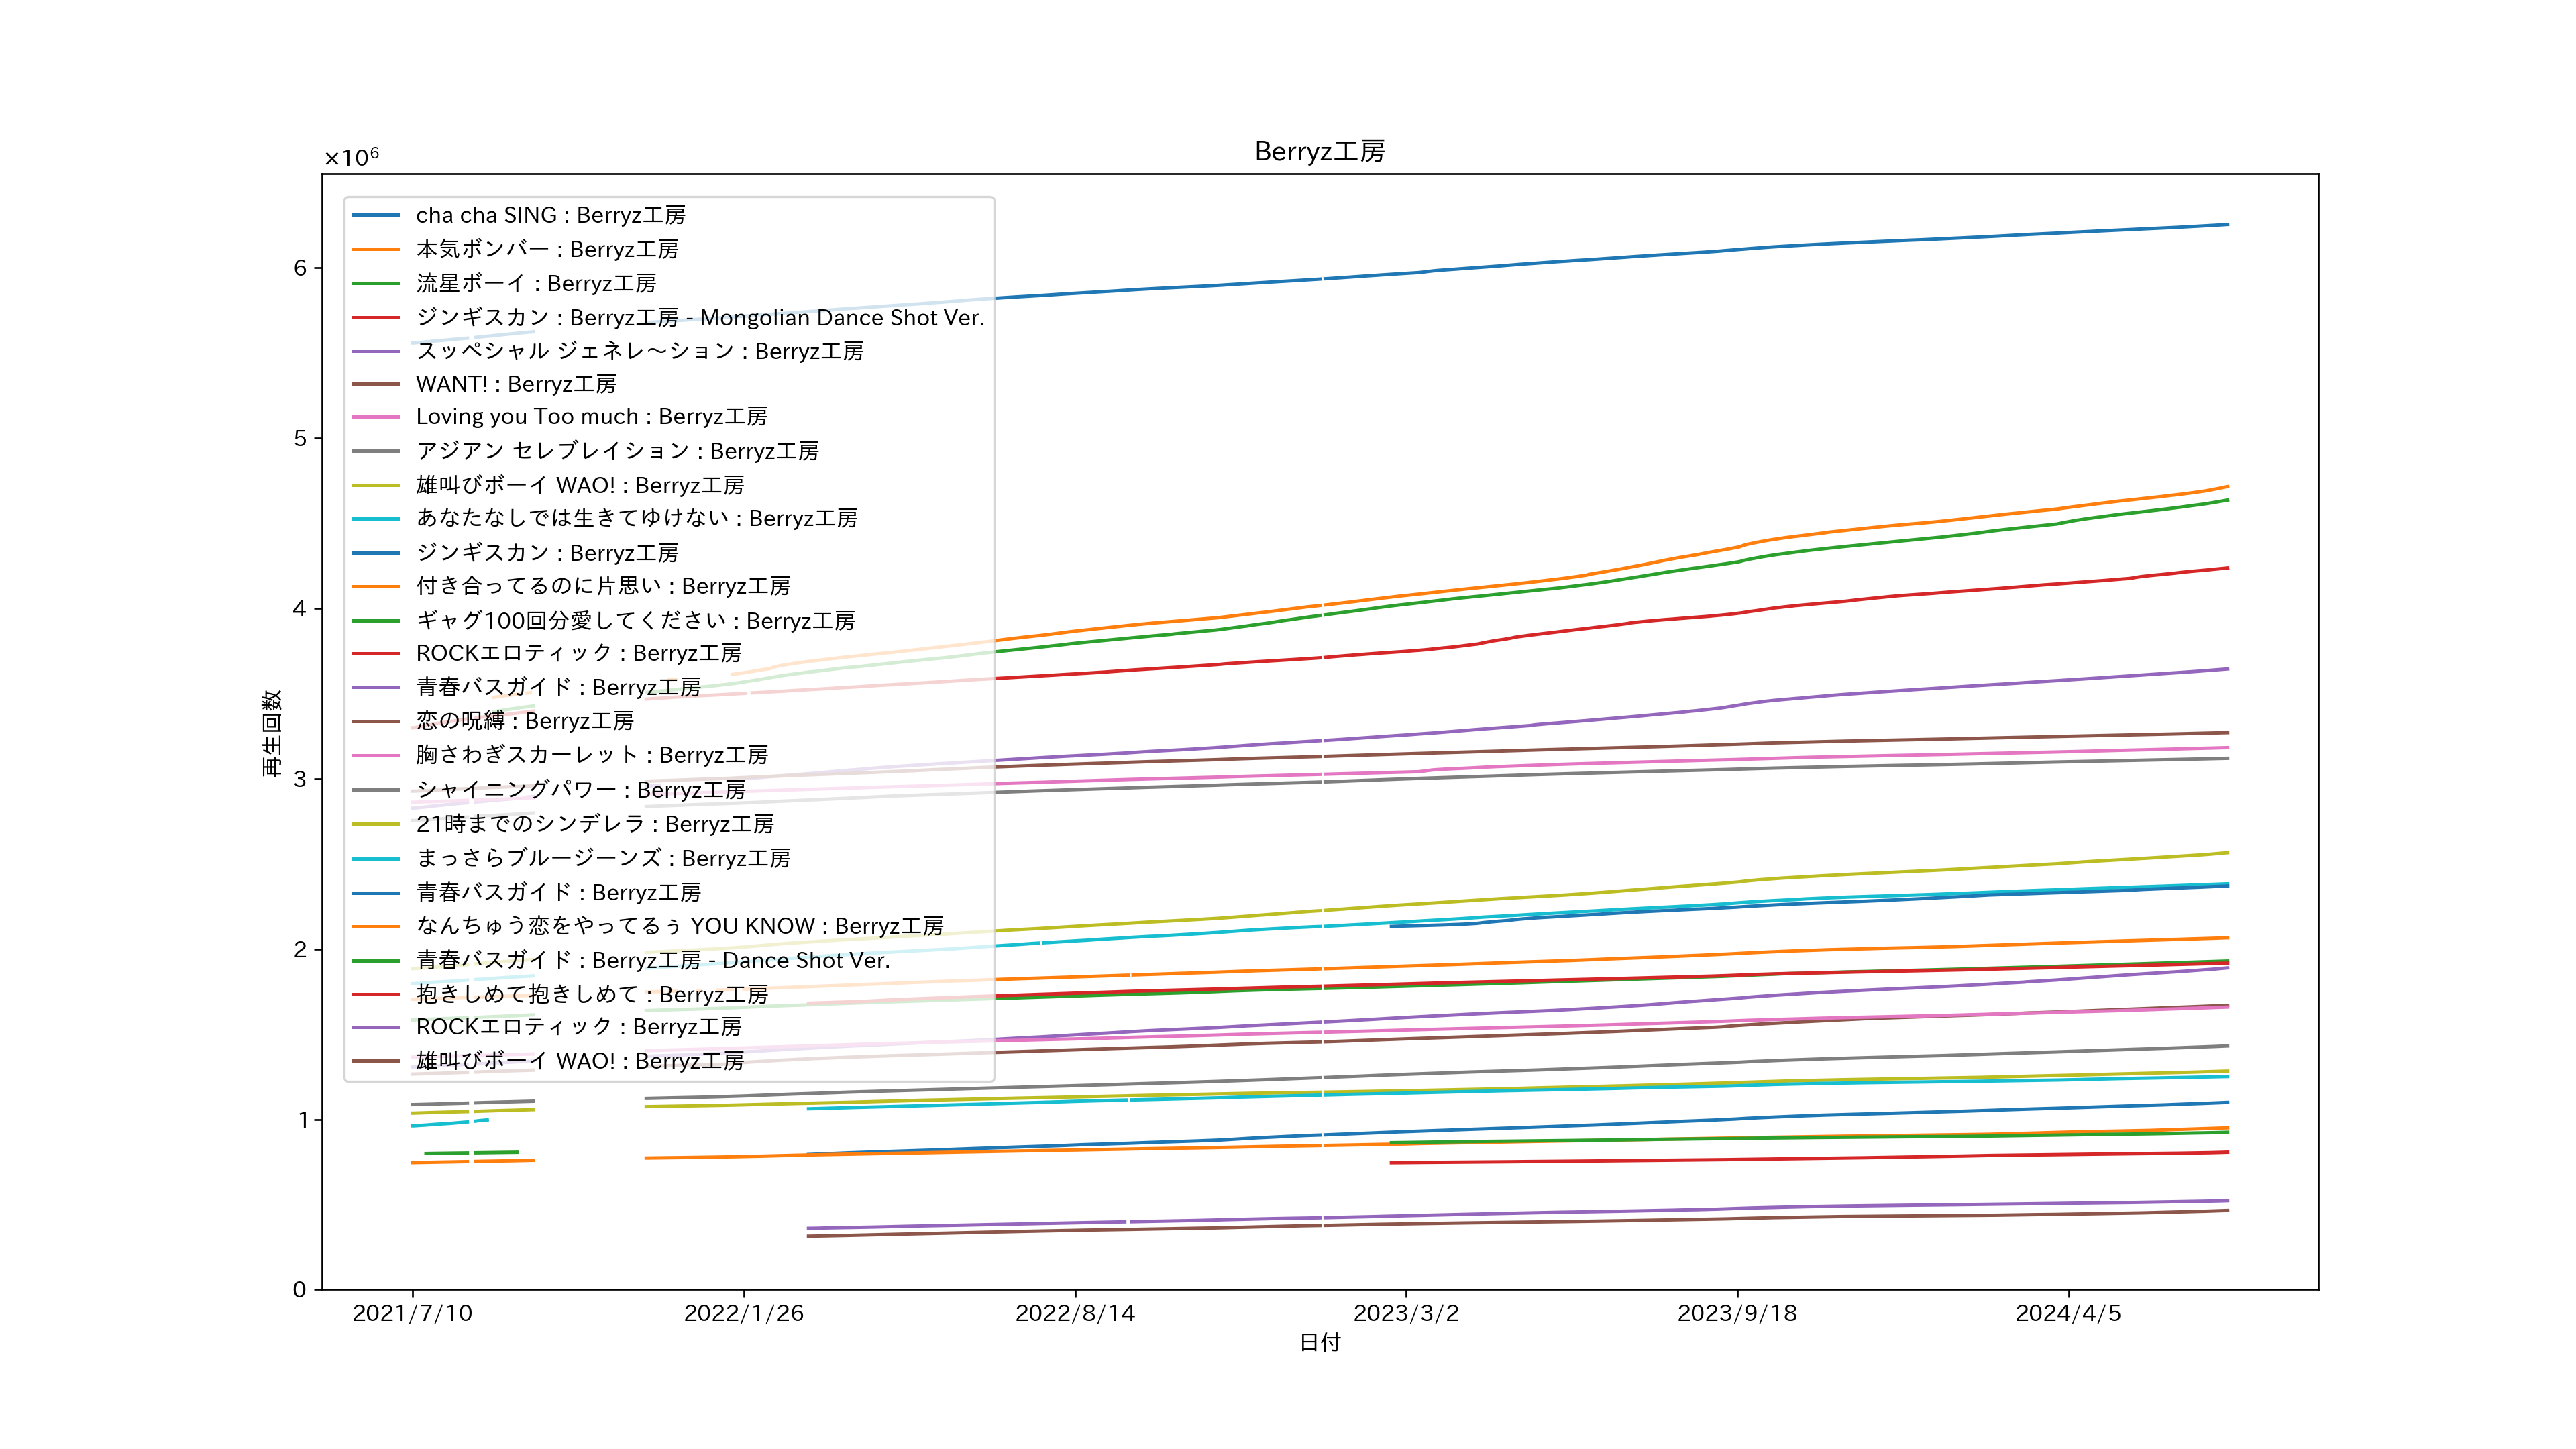 Berryz工房
×10⁶
cha cha SING : Berryz工房
本気ボンバー : Berryz工房
流星ボーイ : Berryz工房
ジンギスカン : Berryz工房 - Mongolian Dance Shot Ver.
スッペシャル ジェネレ〜ション : Berryz工房
WANT! : Berryz工房
Loving you Too much : Berryz工房
アジアン セレブレイション : Berryz工房
雄叫びボーイ WAO! : Berryz工房
あなたなしでは生きてゆけない : Berryz工房
ジンギスカン : Berryz工房
付き合ってるのに片思い : Berryz工房
ギャグ100回分愛してください : Berryz工房
ROCKエロティック : Berryz工房
青春バスガイド : Berryz工房
恋の呪縛 : Berryz工房
胸さわぎスカーレット : Berryz工房
シャイニングパワー : Berryz工房
21時までのシンデレラ : Berryz工房
まっさらブルージーンズ : Berryz工房
青春バスガイド : Berryz工房
なんちゅう恋をやってるぅ YOU KNOW : Berryz工房
青春バスガイド : Berryz工房 - Dance Shot Ver.
抱きしめて抱きしめて : Berryz工房
ROCKエロティック : Berryz工房
雄叫びボーイ WAO! : Berryz工房
再生回数
6
5
4
3
2
1
0
2021/7/10
2022/1/26
2022/8/14
2023/3/2
2023/9/18
2024/4/5
日付